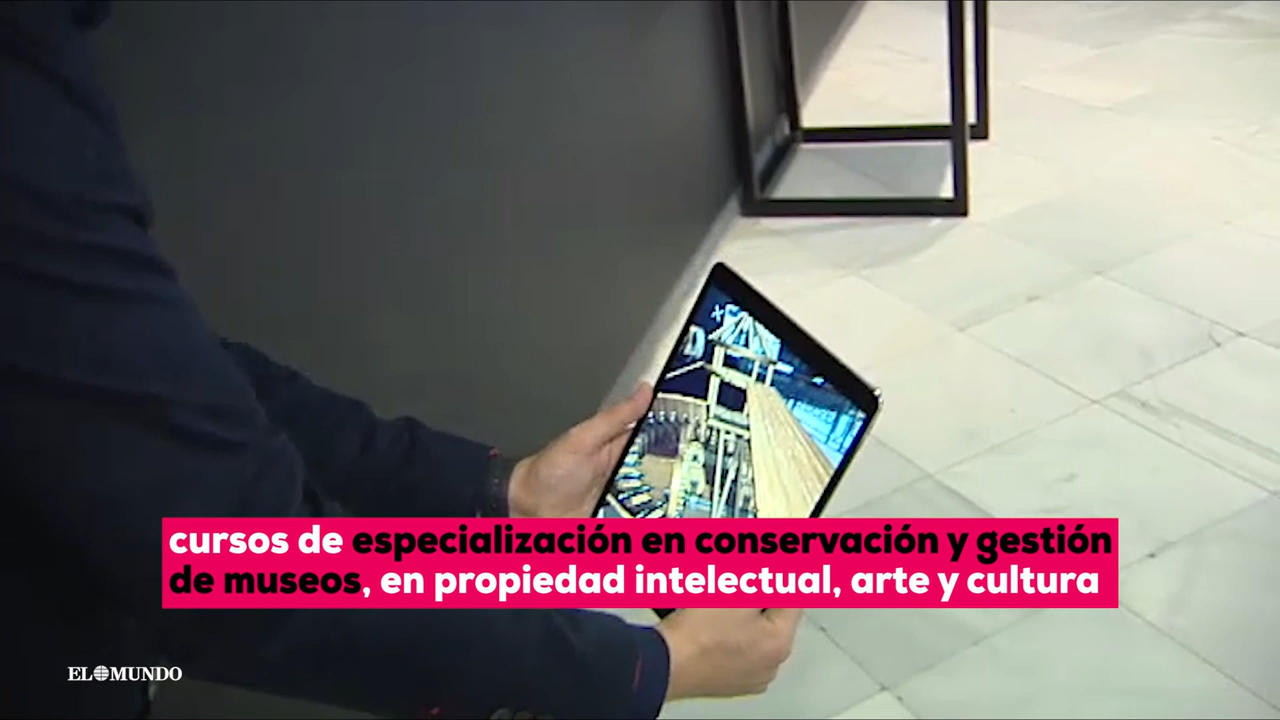 cursos de especialización en conservación y gestión
de museos, en propiedad intelectual, arte y cultura
EL MUNDO